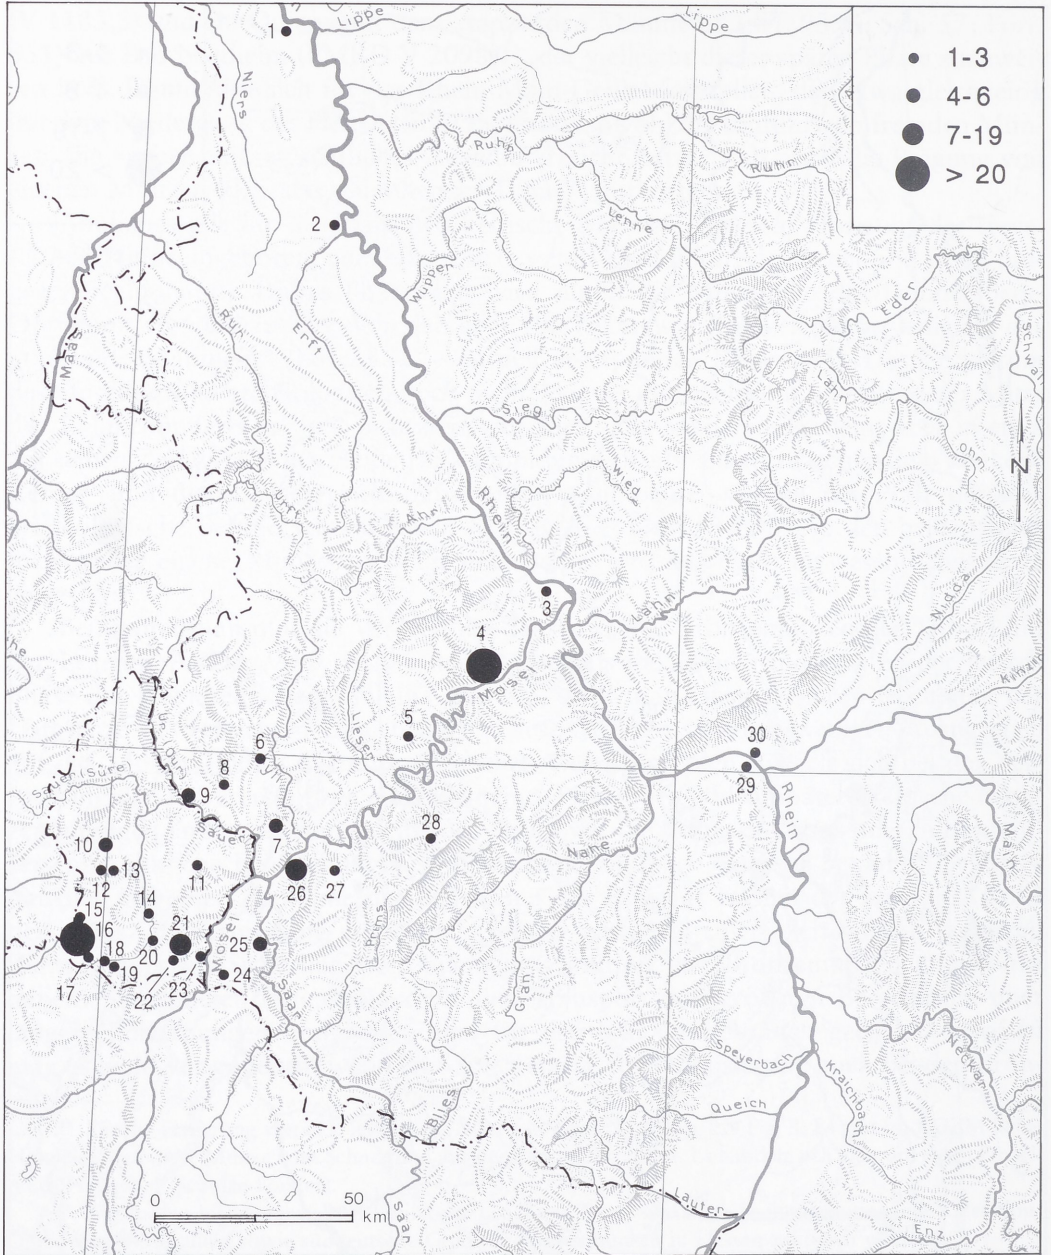 Lippe
Lippe
1
1-3
4-6
7-19
> 20
Niers
Ruhr
Ruhr
2
Lenne
Wupper
Eder
Maas
Rur
Erft
Schwal
Lahn
Sieg
Ohm
N
Wied
Urft
Ahr
Rhein
Nidda
3
Lahn
4
Mosel
Kinzig
5
Liesen
Our
6
30
29
Sauer (Sûre)
8
9
Rhein
Sauer
7
28
Main
10
Nahe
12
13
11
26
27
14
15
16
21
Prims
25
18
20
Mosel
17
19
22
23
24
Saar
Glan
Neckar
Speyerbach
Kraichbach
Blies
Queich
0
50
km
Lauter
Saar
Enz